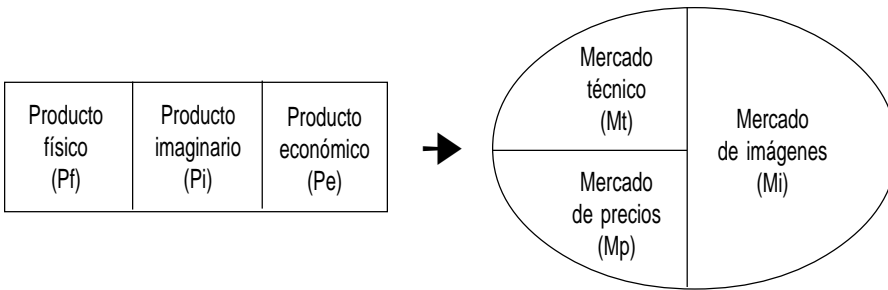 Producto
físico
(Pf)
Producto
imaginario
(Pi)
Producto
económico
(Pe)
Mercado
técnico
(Mt)
Mercado
de precios
(Mp)
Mercado
de imágenes
(Mi)